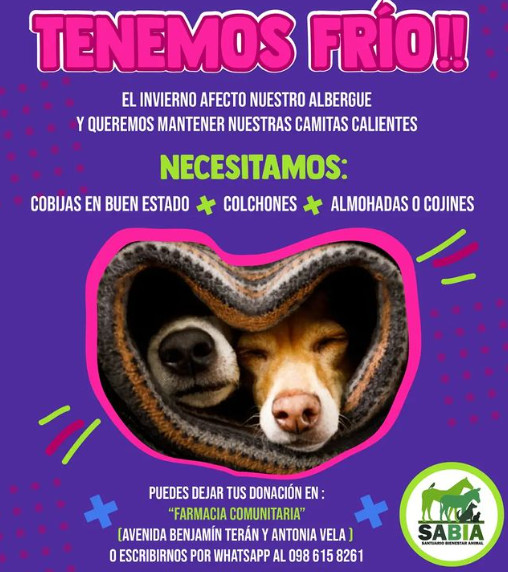 TENEMOS FRÍO!!
EL INVIERNO AFECTO NUESTRO ALBERGUE
Y QUEREMOS MANTENER NUESTRAS CAMITAS CALIENTES
NECESITAMOS:
COBIJAS EN BUEN ESTADO + COLCHONES + ALMOHADAS O COJINES
PUEDES DEJAR TUS DONACIÓN EN :
“FARMACIA COMUNITARIA”
(AVENIDA BENJAMÍN TERÁN Y ANTONIA VELA )
O ESCRIBIRNOS POR WHATSAPP AL 098 615 8261
SABIA
SANTUARIO BIENESTAR ANIMAL